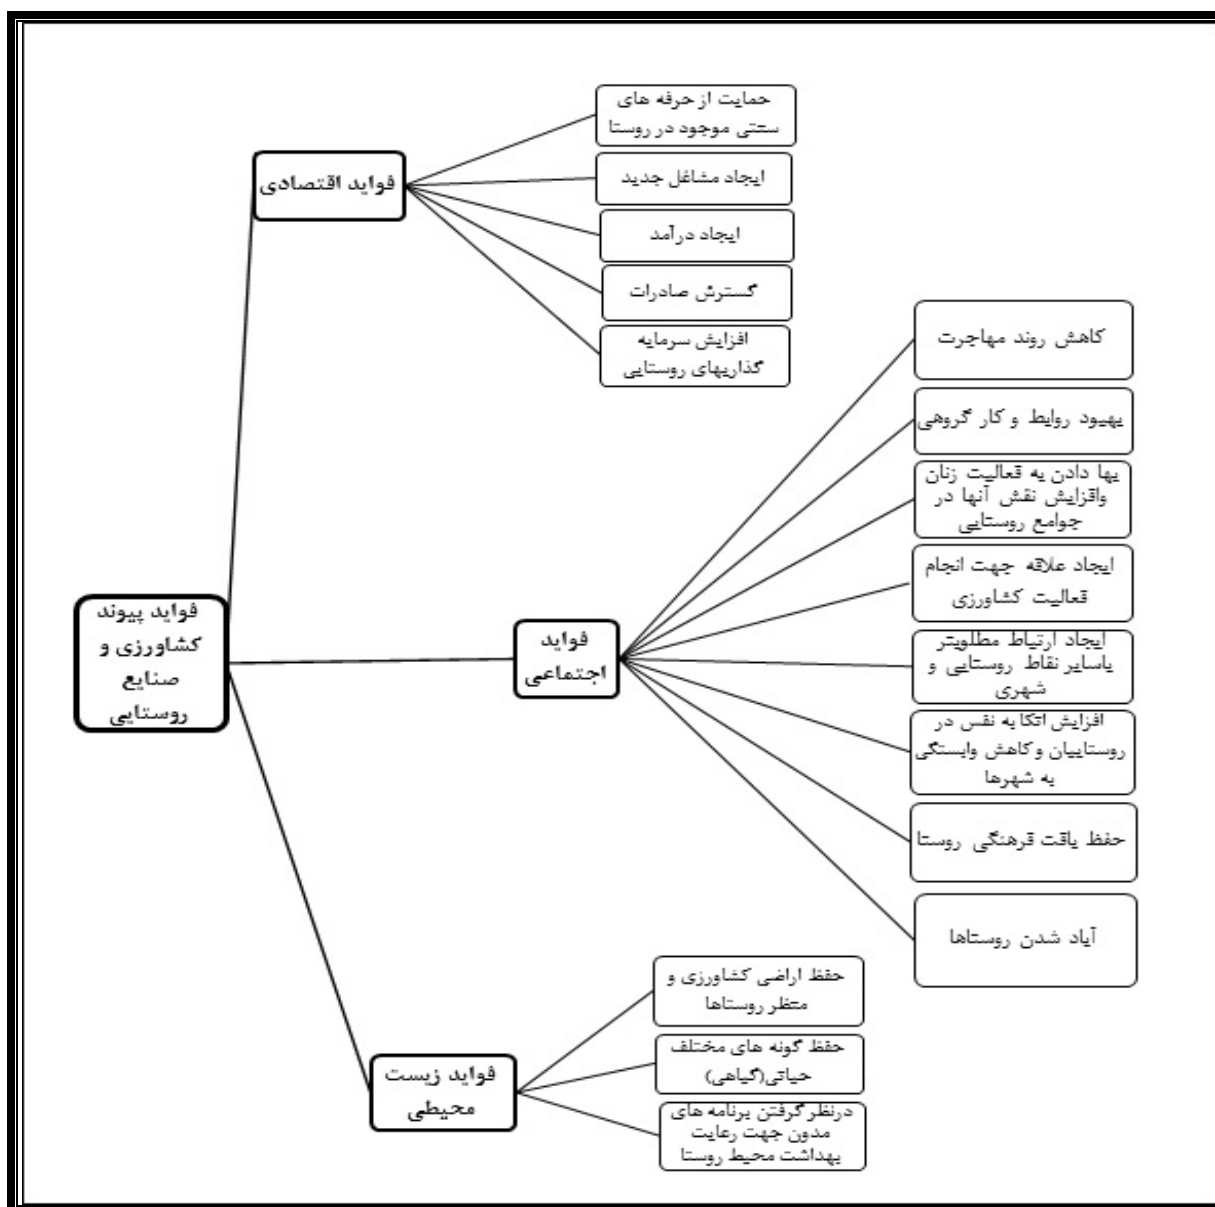 حمایت از حرفه های
سنتی موجود در روستا
فواید اقتصادی
ایجاد مشاغل جدید
ایجاد درآمد
گسترش صادرات
افزایش سرمایه
گذاریهای روستایی
کاهش روند مهاجرت
بهبود روابط و کار گروهی
بها دادن به فعالیت زنان
وافزایش نقش آنها در
جوامع روستایی
ایجاد علاقه جهت انجام
فعالیت کشاورزی
فواید پیوند
کشاورزی و
صنایع
روستایی
فواید
اجتماعی
ایجاد ارتباط مطلوبتر
باسایر نقاط روستایی و
شهری
افزایش اتکا به نفس در
روستاییان و کاهش وابستگی
به شهرها
حفظ بافت فرهنگی روستا
آباد شدن روستاها
حفظ اراضی کشاورزی و
منظر روستاها
فواید زیست
محیطی
حفظ گونه های مختلف
حیاتی(گیاهی)
درنظر گرفتن برنامه های
مدون جهت رعایت
بهداشت محیط روستا